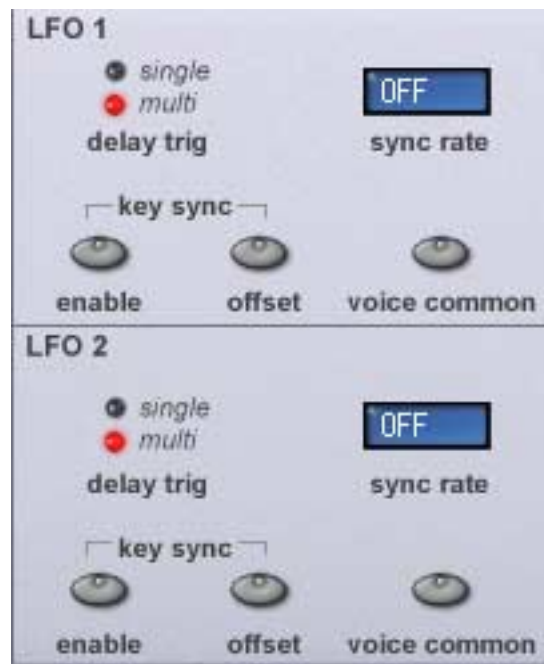 LFO 1
single
multi
OFF
delay trig
sync rate
key sync
enable
offset
voice common
LFO 2
single
multi
OFF
delay trig
sync rate
key sync
enable
offset
voice common